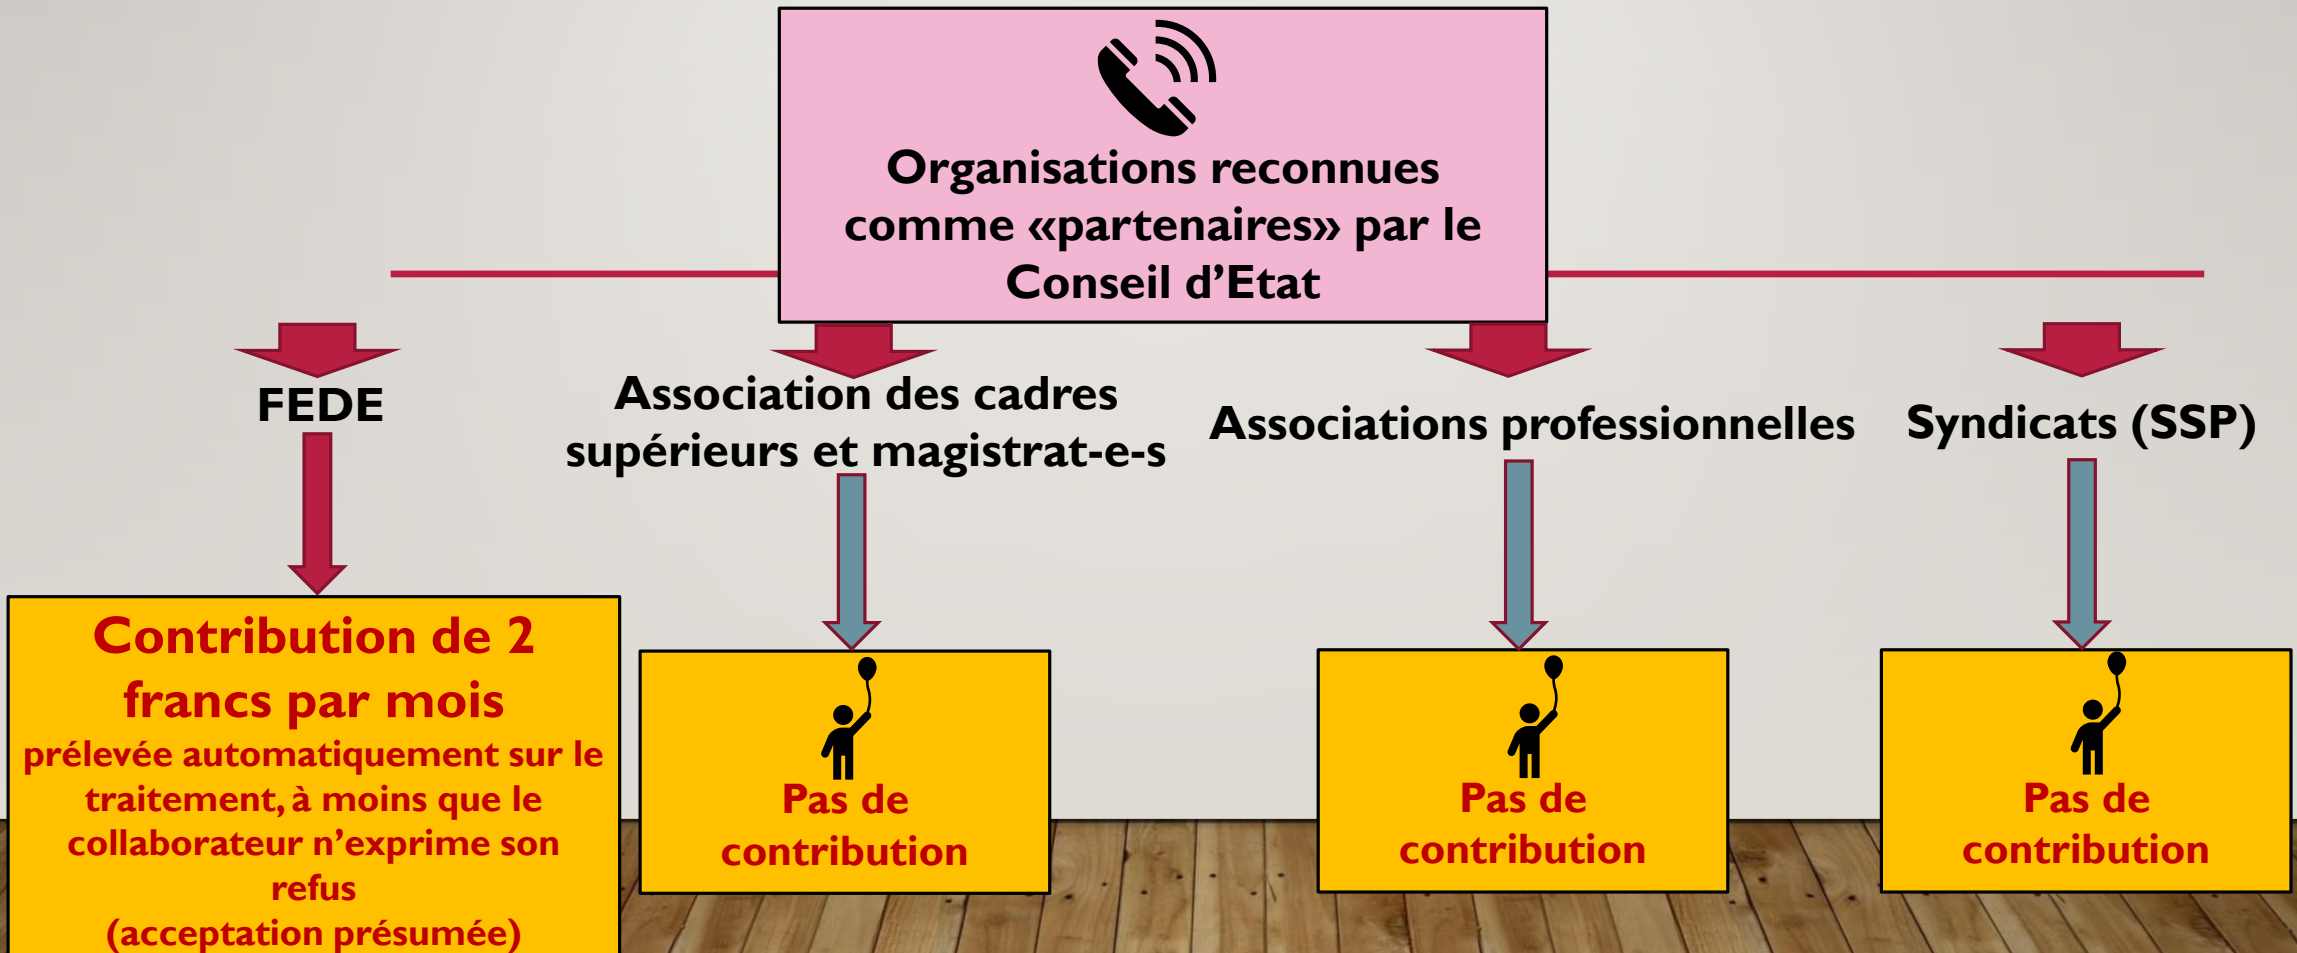 Organisations reconnues
comme «partenaires» par le
Conseil d’Etat
FEDE
Association des cadres
supérieurs et magistrat-e-s
Associations professionnelles
Syndicats (SSP)
Contribution de 2
francs par mois
prélevée automatiquement sur le
traitement, à moins que le
collaborateur n’exprime son
refus
(acceptation présumée)
Pas de
contribution
Pas de
contribution
Pas de
contribution